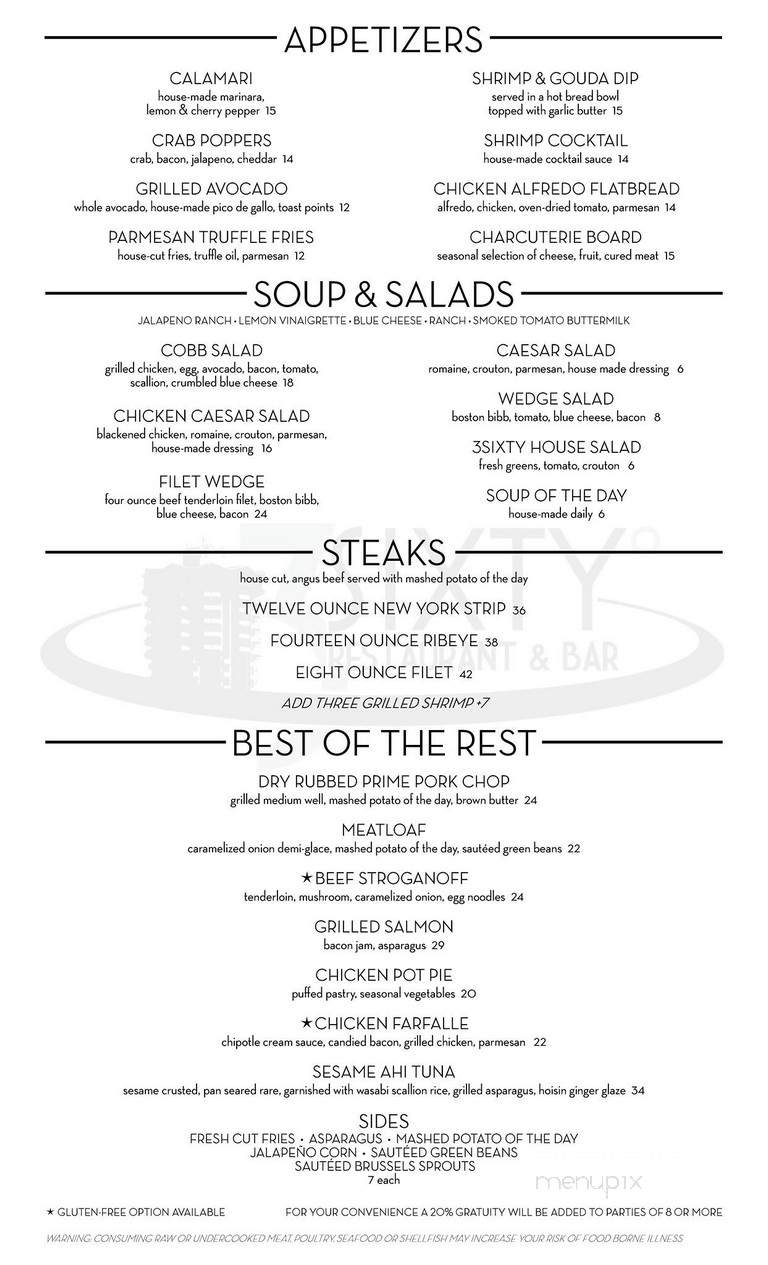 APPETIZERS
CALAMARI
house-made marinara,
lemon & cherry pepper 15
CRAB POPPERS
crab, bacon, jalapeno, cheddar 14
GRILLED AVOCADO
whole avocado, house-made pico de gallo, toast points 12
PARMESAN TRUFFLE FRIES
house-cut fries, truffle oil, parmesan 12
SHRIMP & GOUDA DIP
served in a hot bread bowl
topped with garlic butter 15
SHRIMP COCKTAIL
house-made cocktail sauce 14
CHICKEN ALFREDO FLATBREAD
alfredo, chicken, oven-dried tomato, parmesan 14
CHARCUTERIE BOARD
seasonal selection of cheese, fruit, cured meat 15
SOUP & SALADS
JALAPENO RANCH • LEMON VINAIGRETTE • BLUE CHEESE • RANCH • SMOKED TOMATO BUTTERMILK
COBB SALAD
grilled chicken, egg, avocado, bacon, tomato,
scallion, crumbled blue cheese 18
CHICKEN CAESAR SALAD
blackened chicken, romaine, crouton, parmesan,
house-made dressing 16
FILET WEDGE
four ounce beef tenderloin filet, boston bibb,
blue cheese, bacon 24
CAESAR SALAD
romaine, crouton, parmesan, house made dressing 6
WEDGE SALAD
boston bibb, tomato, blue cheese, bacon 8
3SIXTY HOUSE SALAD
fresh greens, tomato, crouton 6
SOUP OF THE DAY
house-made daily 6
STEAKS
house cut, angus beef served with mashed potato of the day
TWELVE OUNCE NEW YORK STRIP 36
FOURTEEN OUNCE RIBEYE 38
EIGHT OUNCE FILET 42
ADD THREE GRILLED SHRIMP +7
3SIXTY°
RESTAURANT & BAR
BEST OF THE REST
DRY RUBBED PRIME PORK CHOP
grilled medium well, mashed potato of the day, brown butter 24
MEATLOAF
caramelized onion demi-glace, mashed potato of the day, sautéed green beans 22
★BEEF STROGANOFF
tenderloin, mushroom, caramelized onion, egg noodles 24
GRILLED SALMON
bacon jam, asparagus 29
CHICKEN POT PIE
puffed pastry, seasonal vegetables 20
★CHICKEN FARFALLE
chipotle cream sauce, candied bacon, grilled chicken, parmesan 22
SESAME AHI TUNA
sesame crusted, pan seared rare, garnished with wasabi scallion rice, grilled asparagus, hoisin ginger glaze 34
SIDES
FRESH CUT FRIES • ASPARAGUS • MASHED POTATO OF THE DAY
JALAPEÑO CORN • SAUTÉED GREEN BEANS
SAUTÉED BRUSSELS SPROUTS
7 each
menupix
★ GLUTEN-FREE OPTION AVAILABLE
FOR YOUR CONVENIENCE A 20% GRATUITY WILL BE ADDED TO PARTIES OF 8 OR MORE
WARNING: CONSUMING RAW OR UNDERCOOKED MEAT, POULTRY, SEAFOOD OR SHELLFISH MAY INCREASE YOUR RISK OF FOOD BORNE ILLNESS